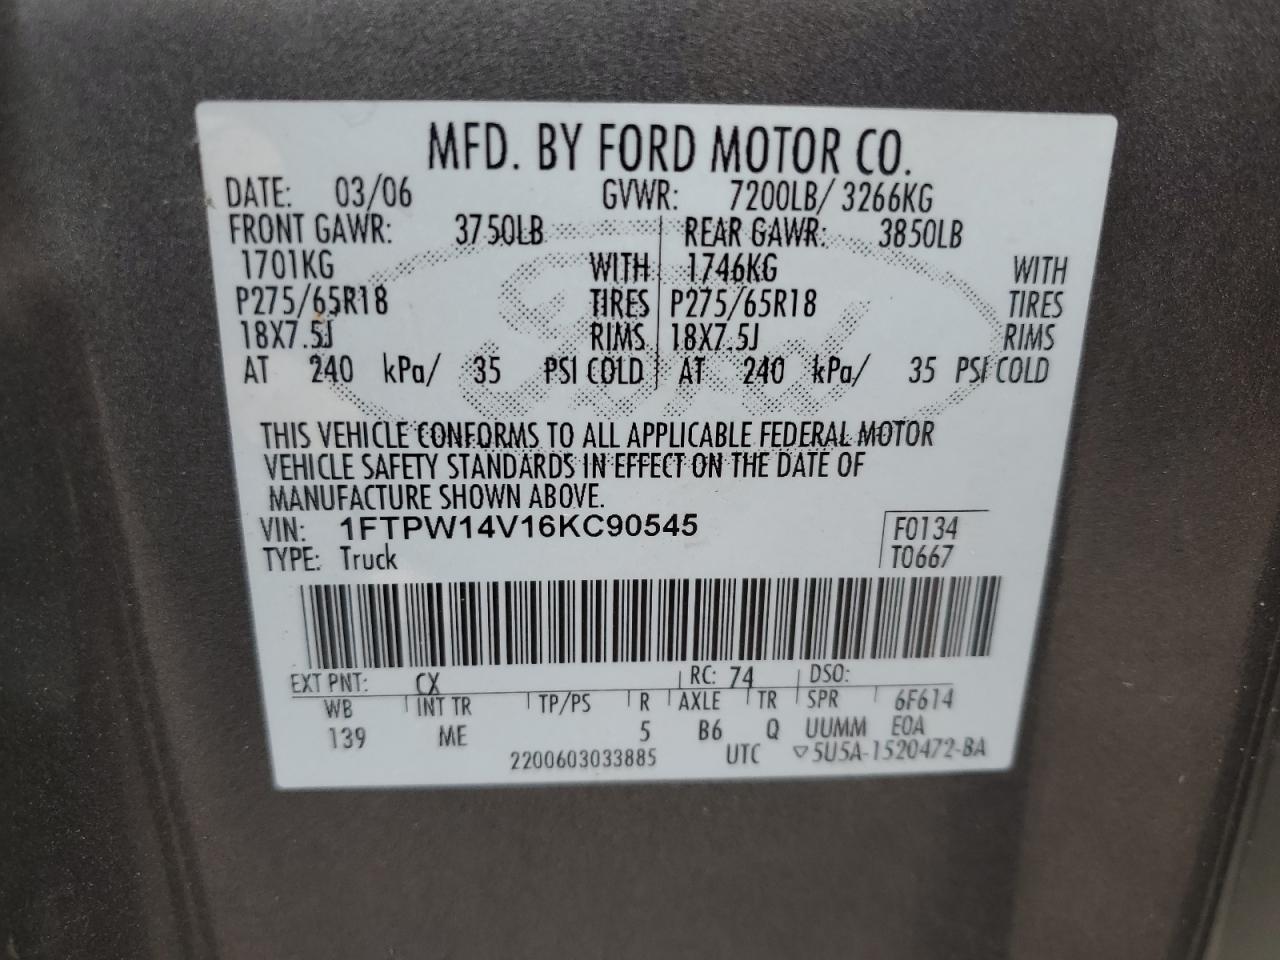 MFD. BY FORD MOTOR CO.
DATE: 03/06 GVWR: 7200LB/ 3266KG
FRONT GAWR: 3750LB REAR GAWR: 3850LB
1701KG WITH 1746KG WITH
P275/65R18 TIRES P275/65R18 TIRES
18X7.5J RIMS 18X7.5J RIMS
AT 240 kPa/ 35 PSI COLD AT 240 kPa/ 35 PSI COLD
THIS VEHICLE CONFORMS TO ALL APPLICABLE FEDERAL MOTOR
VEHICLE SAFETY STANDARDS IN EFFECT ON THE DATE OF
MANUFACTURE SHOWN ABOVE.
VIN: 1FTPW14V16KC90545 F0134
TYPE: Truck T0667
EXT PNT: CX RC: 74 DSO:
WB INT TR TP/PS R AXLE TR SPR 6F614
139 ME 5 B6 Q UUMM EOA
2200603033885 UTC ▽5U5A-1520472-BA